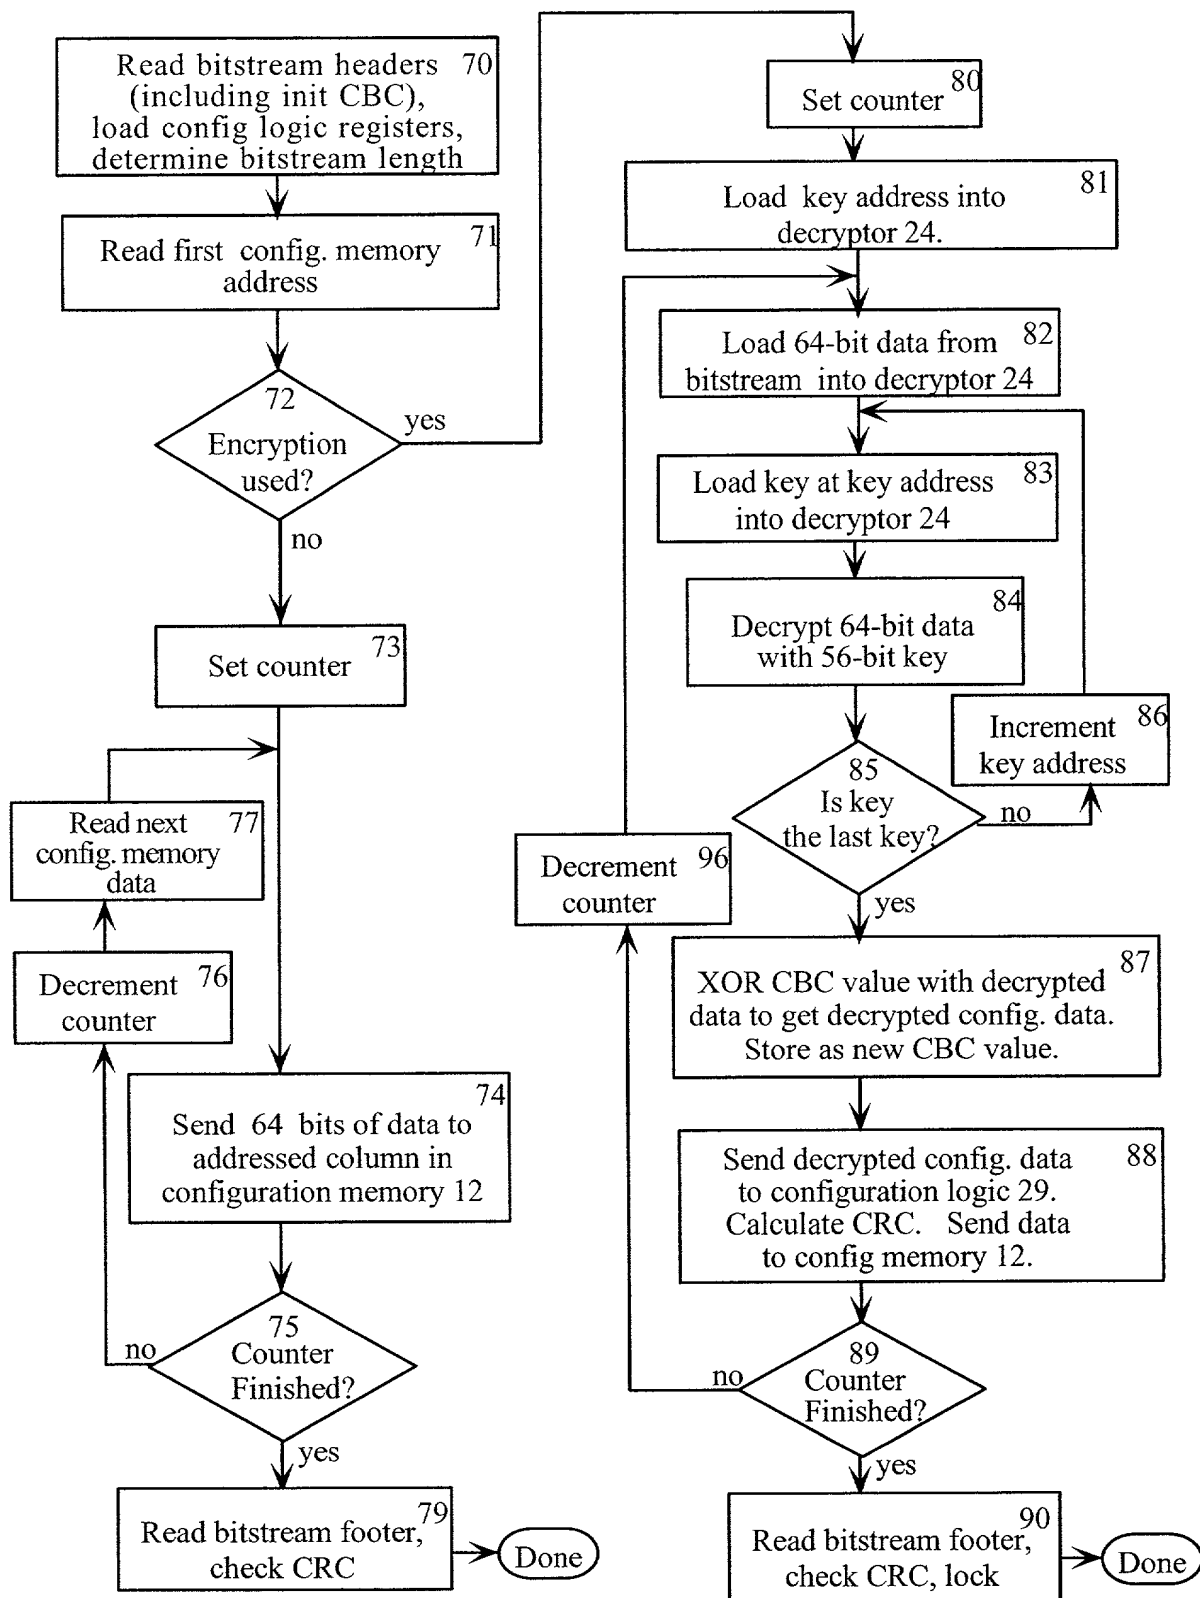 Read bitstream headers 70
(including init CBC),
load config logic registers,
determine bitstream length
Read first config. memory 71
address
72
Encryption
used?
yes
no
Set counter 73
Read next 77
config. memory
data
Decrement 76
counter
74
Send 64 bits of data to
addressed column in
configuration memory 12
75
Counter
Finished?
no
yes
79
Read bitstream footer,
check CRC
Done
80
Set counter
81
Load key address into
decryptor 24.
82
Load 64-bit data from
bitstream into decryptor 24
83
Load key at key address
into decryptor 24
84
Decrypt 64-bit data
with 56-bit key
85
Is key
the last key?
no
yes
Increment 86
key address
Decrement 96
counter
87
XOR CBC value with decrypted
data to get decrypted config. data.
Store as new CBC value.
88
Send decrypted config. data
to configuration logic 29.
Calculate CRC. Send data
to config memory 12.
89
Counter
Finished?
no
yes
90
Read bitstream footer,
check CRC, lock
Done